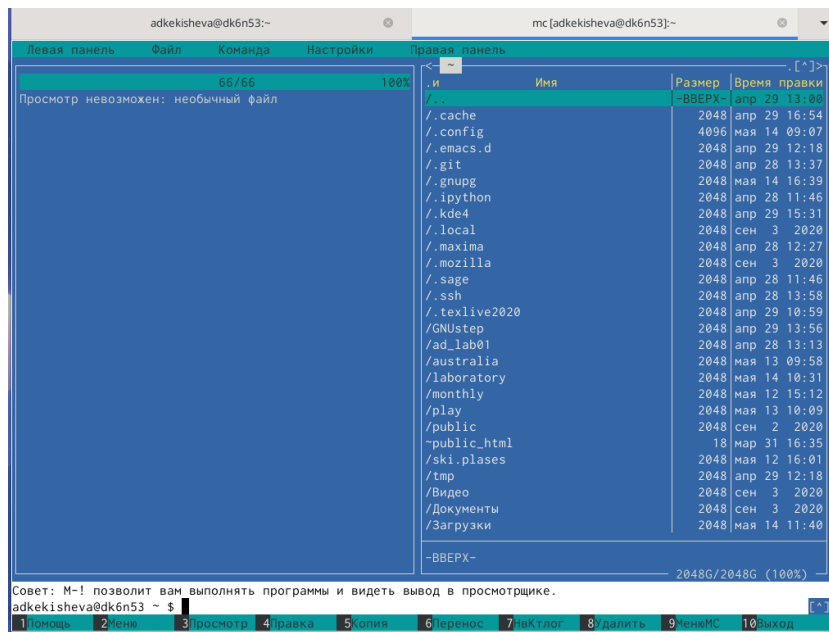 adkekisheva@dk6n53:~ mc [adkekisheva@dk6n53]:~
Левая панель Файл Команда Настройки Правая панель
<- ~ .[^]>
66/66 100%
Просмотр невозможен: необычный файл
.и Имя Размер Время правки
/.. -ВВЕРХ- апр 29 13:00
/.cache 2048 апр 29 16:54
/.config 4096 мая 14 09:07
/.emacs.d 2048 апр 29 12:18
/.git 2048 апр 28 13:37
/.gnupg 2048 мая 14 16:39
/.ipython 2048 апр 28 11:46
/.kde4 2048 апр 29 15:31
/.local 2048 сен 3 2020
/.maxima 2048 апр 28 12:27
/.mozilla 2048 сен 3 2020
/.sage 2048 апр 28 11:46
/.ssh 2048 апр 28 13:58
/.texlive2020 2048 апр 29 10:59
/GNUstep 2048 апр 29 13:56
/ad_lab01 2048 апр 28 13:13
/australia 2048 мая 13 09:58
/laboratory 2048 мая 14 10:31
/monthly 2048 мая 12 15:12
/play 2048 мая 13 10:09
/public 2048 сен 2 2020
~public_html 18 мар 31 16:35
/ski.plases 2048 мая 12 16:01
/tmp 2048 апр 29 12:18
/Видео 2048 сен 3 2020
/Документы 2048 сен 3 2020
/Загрузки 2048 мая 14 11:40
-ВВЕРХ-
2048G/2048G (100%)
Совет: M-! позволит вам выполнять программы и видеть вывод в просмотрщике.
adkekisheva@dk6n53 ~ $ [^]
1Помощь 2Меню 3Просмотр 4Правка 5Копия 6Перенос 7НвКтлог 8Удалить 9МенюMC 10Выход